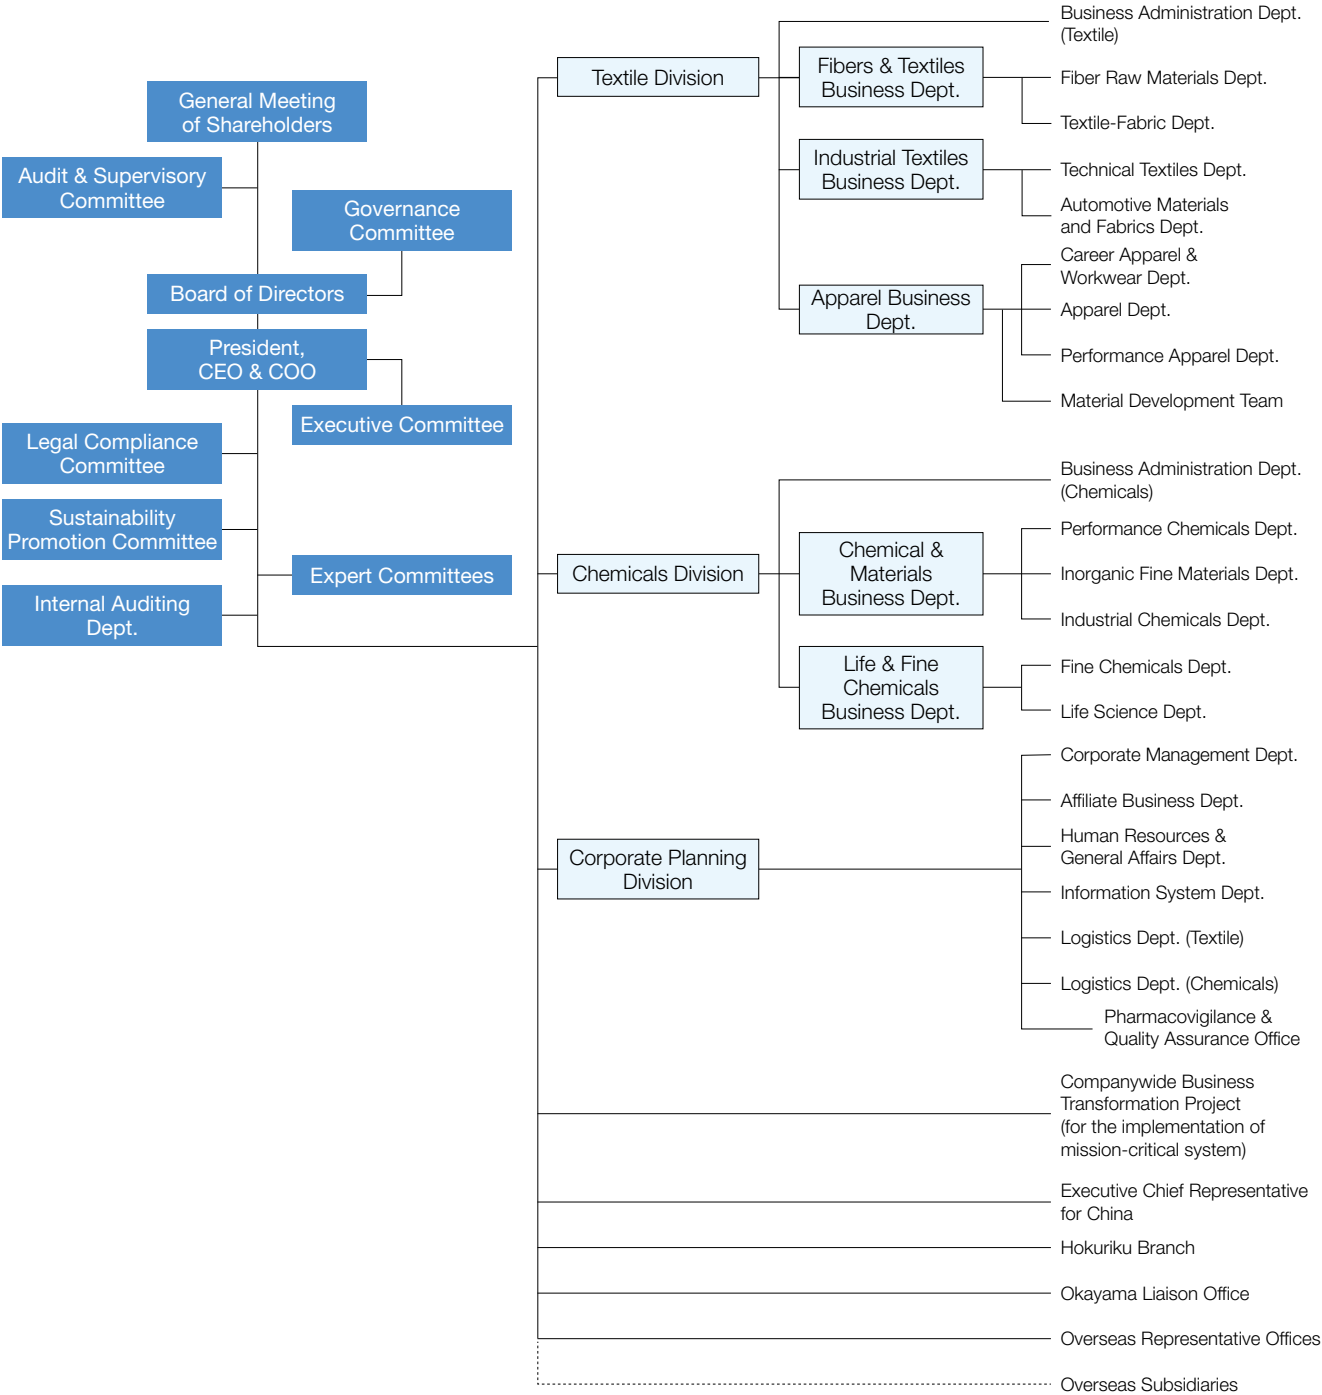 General Meeting
of Shareholders
Audit & Supervisory
Committee
Governance
Committee
Board of Directors
President,
CEO & COO
Executive Committee
Legal Compliance
Committee
Sustainability
Promotion Committee
Expert Committees
Internal Auditing
Dept.
Textile Division
Business Administration Dept.
(Textile)
Fibers & Textiles
Business Dept.
Fiber Raw Materials Dept.
Textile-Fabric Dept.
Industrial Textiles
Business Dept.
Technical Textiles Dept.
Automotive Materials
and Fabrics Dept.
Apparel Business
Dept.
Career Apparel &
Workwear Dept.
Apparel Dept.
Performance Apparel Dept.
Material Development Team
Chemicals Division
Business Administration Dept.
(Chemicals)
Chemical &
Materials
Business Dept.
Performance Chemicals Dept.
Inorganic Fine Materials Dept.
Industrial Chemicals Dept.
Life & Fine
Chemicals
Business Dept.
Fine Chemicals Dept.
Life Science Dept.
Corporate Planning
Division
Corporate Management Dept.
Affiliate Business Dept.
Human Resources &
General Affairs Dept.
Information System Dept.
Logistics Dept. (Textile)
Logistics Dept. (Chemicals)
Pharmacovigilance &
Quality Assurance Office
Companywide Business
Transformation Project
(for the implementation of
mission-critical system)
Executive Chief Representative
for China
Hokuriku Branch
Okayama Liaison Office
Overseas Representative Offices
Overseas Subsidiaries